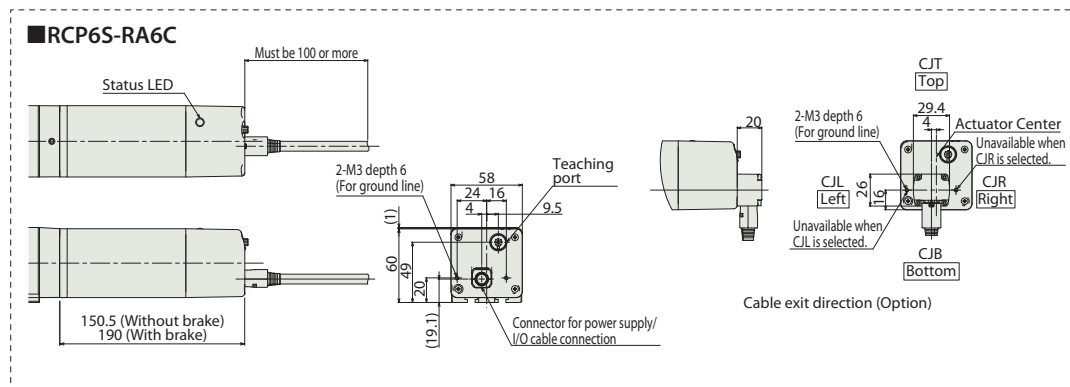 ■RCP6S-RA6C
Must be 100 or more
Status LED
150.5 (Without brake)
190 (With brake)
2-M3 depth 6
(For ground line)
Teaching
port
58
24
16
4
9.5
(1)
60
49
20
(19.1)
Connector for power supply/
I/O cable connection
20
CJT
Top
29.4
4
2-M3 depth 6
(For ground line)
Actuator Center
Unavailable when
CJR is selected.
CJL
Left
26
16
CJR
Right
Unavailable when
CJL is selected.
CJB
Bottom
Cable exit direction (Option)